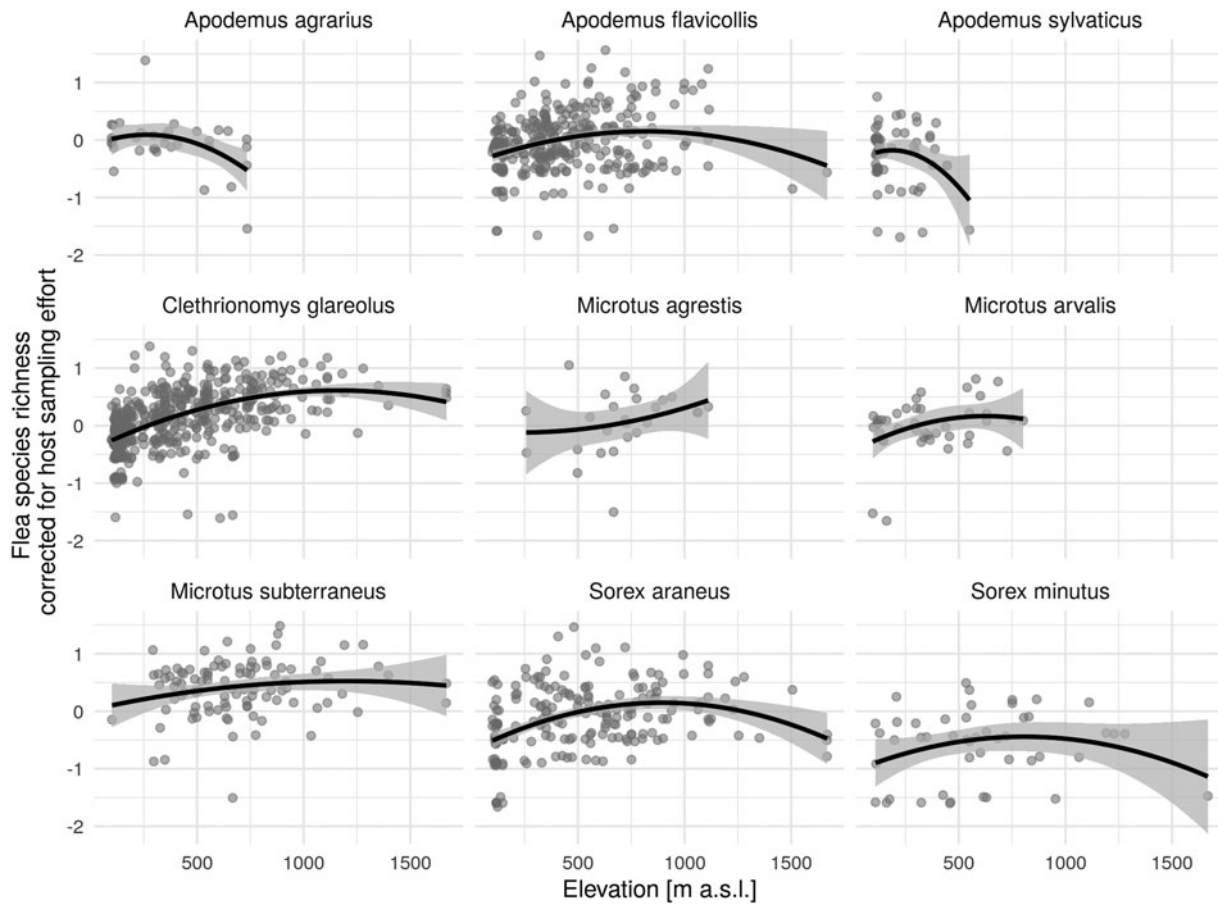 Apodemus agrarius
Apodemus flavicollis
Apodemus sylvaticus
1
0
-1
-2
Clethrionomys glareolus
Microtus agrestis
Microtus arvalis
1
0
-1
-2
Microtus subterraneus
Sorex araneus
Sorex minutus
1
0
-1
-2
500 1000 1500
500 1000 1500
500 1000 1500
Elevation [m a.s.l.]
Flea species richness
corrected for host sampling effort